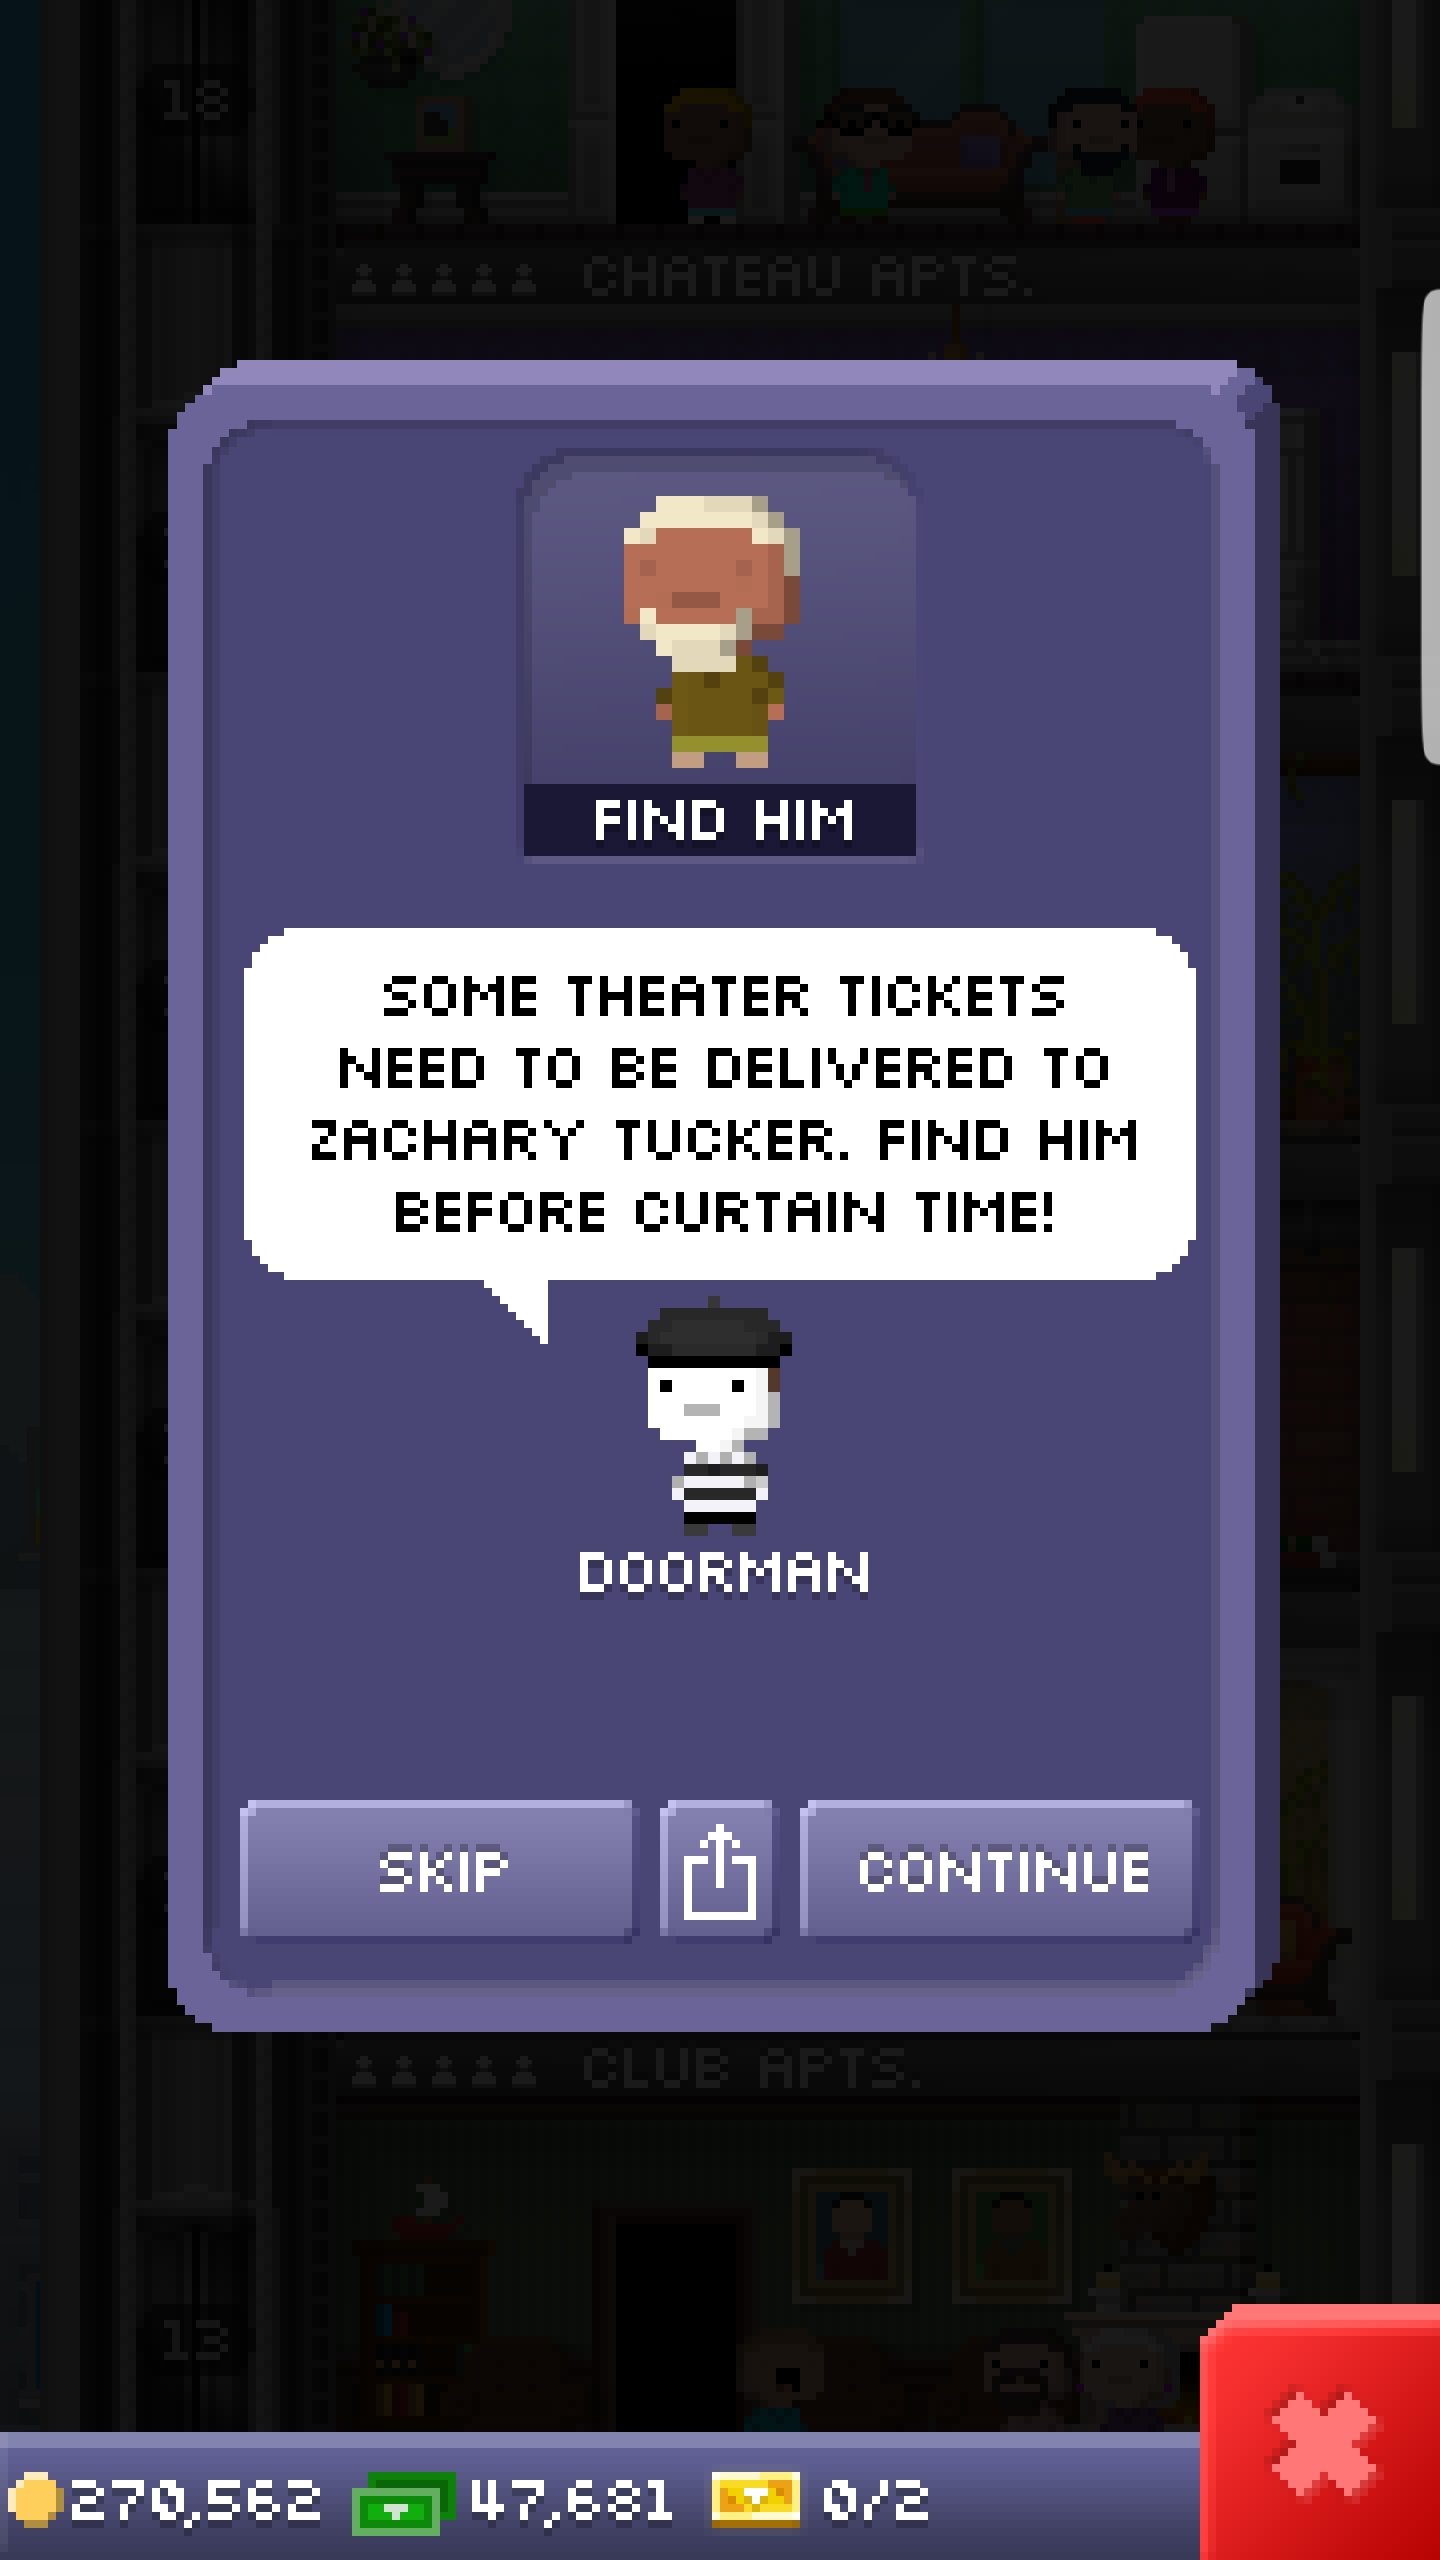 18
CHATEAU APTS.
FIND HIM
SOME THEATER TICKETS
NEED TO BE DELIVERED TO
ZACHARY TUCKER. FIND HIM
BEFORE CURTAIN TIME!
DOORMAN
SKIP
CONTINUE
CLUB APTS.
13
270,562
47,681
0/2